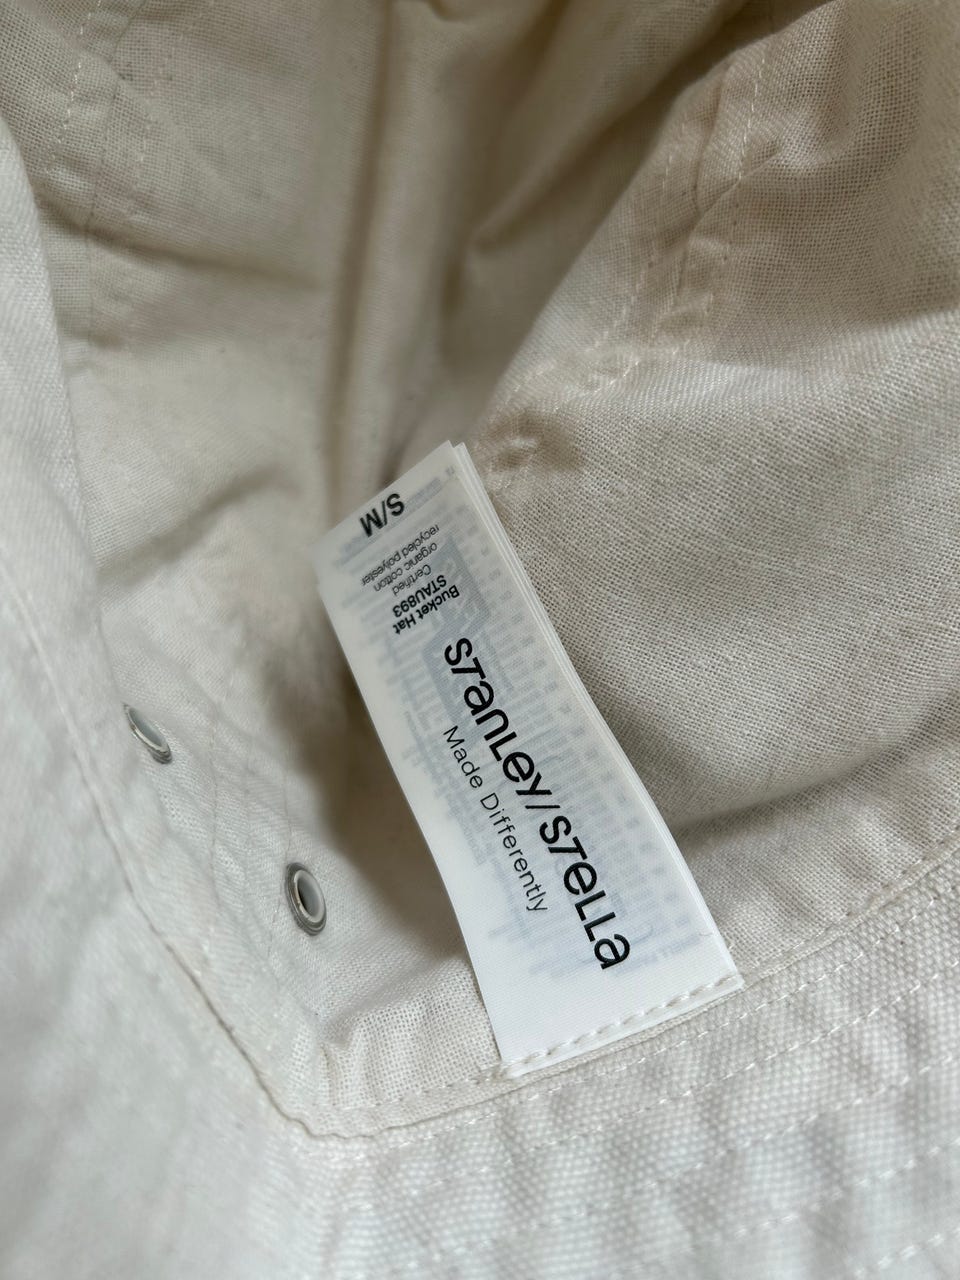 STANLEY/STELLA
Made Differently
Bucket Hat
STAU893
Certified
organic cotton
recycled polyester
S/M